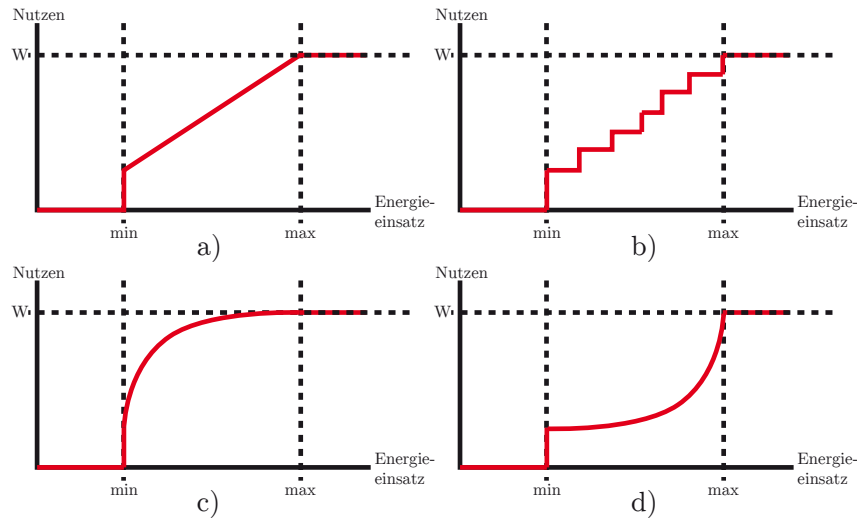 Nutzen
W
Energie-
einsatz
min
max
a)
Nutzen
W
Energie-
einsatz
min
max
b)
Nutzen
W
Energie-
einsatz
min
max
c)
Nutzen
W
Energie-
einsatz
min
max
d)